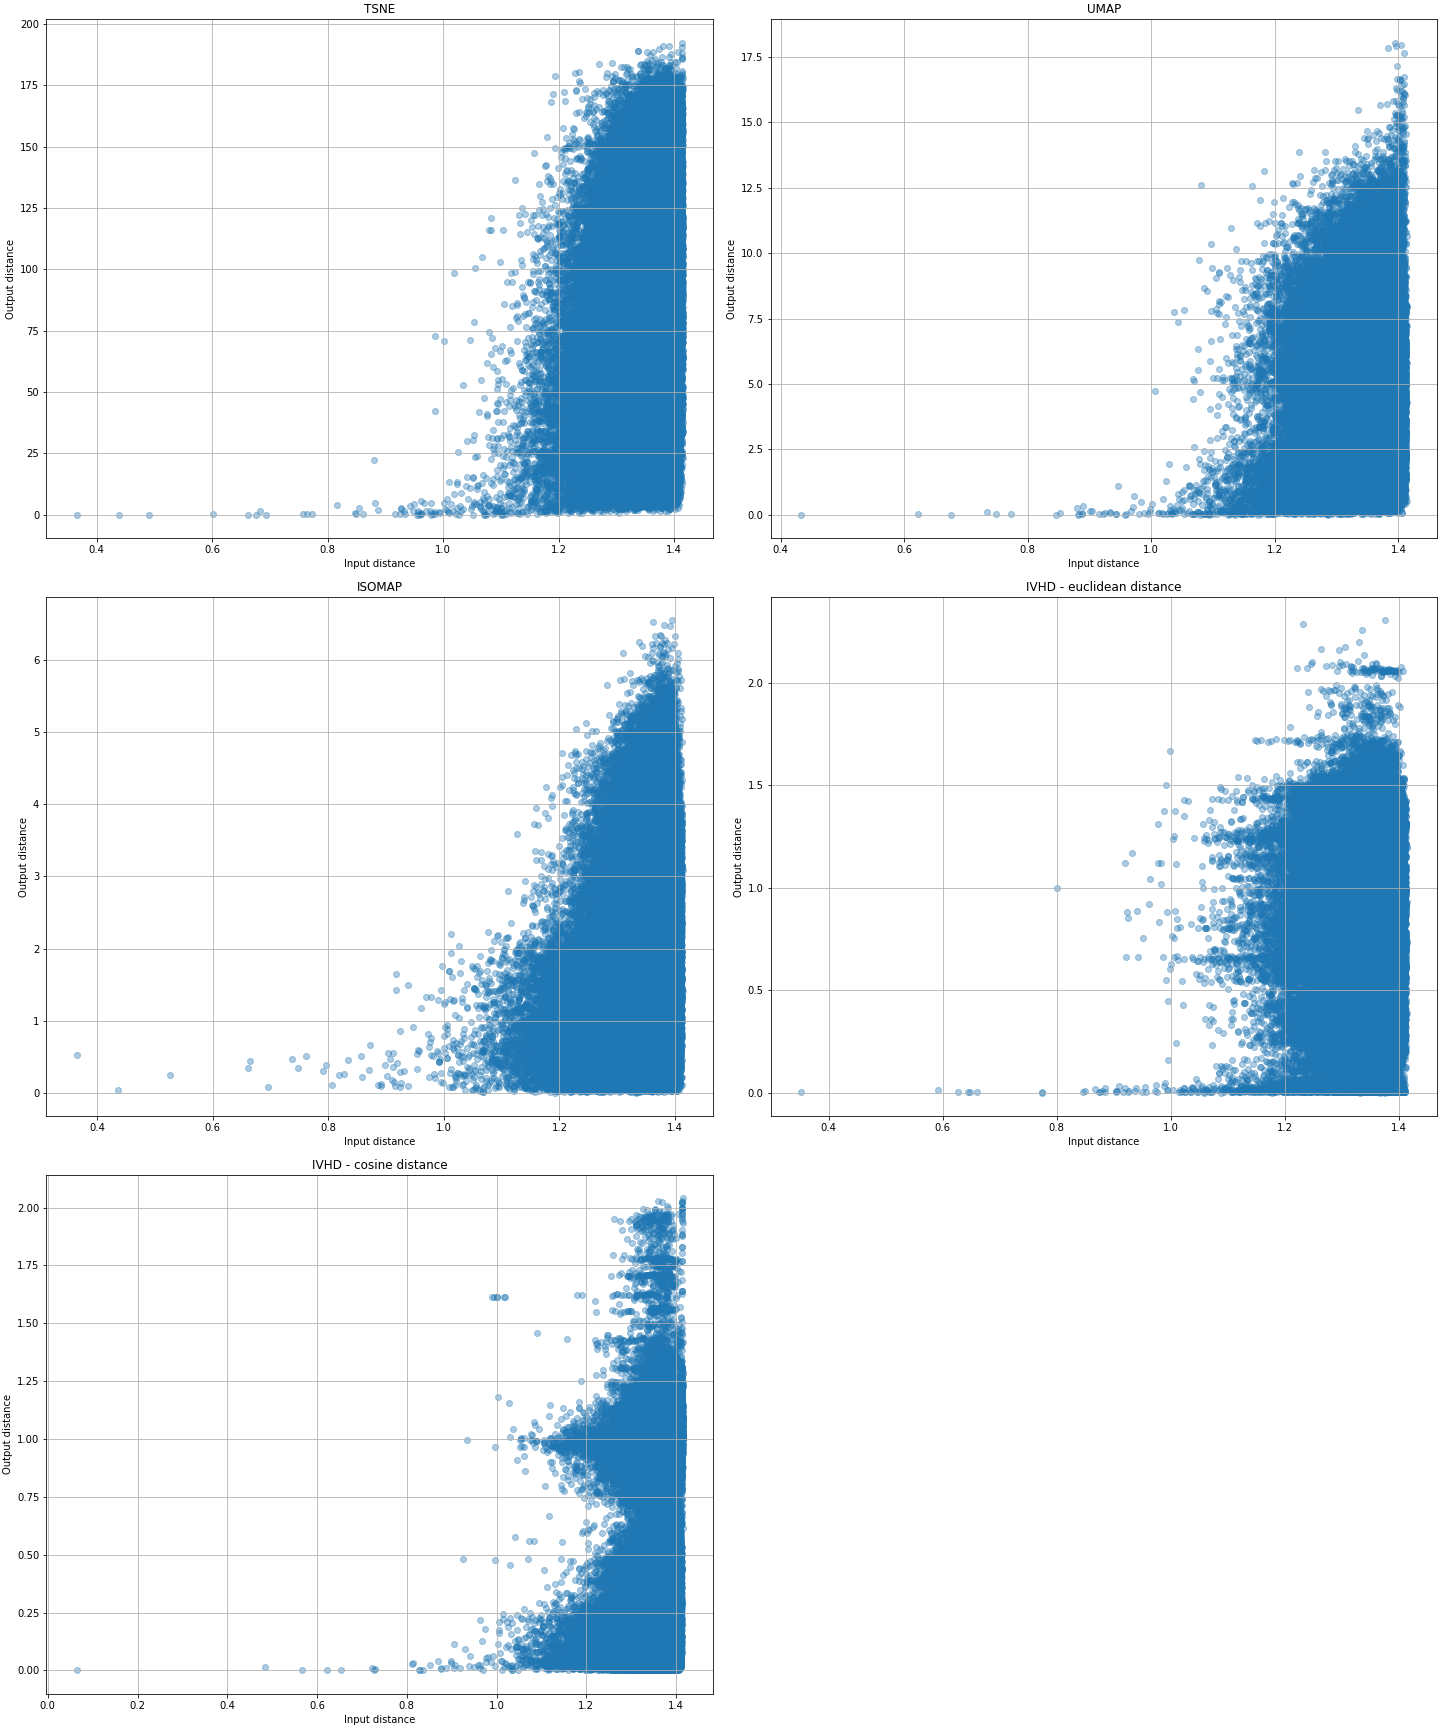 TSNE
200
175
150
125
100
75
50
25
0
Output distance
0.4 0.6 0.8 1.0 1.2 1.4
Input distance
UMAP
17.5
15.0
12.5
10.0
7.5
5.0
2.5
0.0
Output distance
0.4 0.6 0.8 1.0 1.2 1.4
Input distance
ISOMAP
6
5
4
3
2
1
0
Output distance
0.4 0.6 0.8 1.0 1.2 1.4
Input distance
IVHD - euclidean distance
2.0
1.5
1.0
0.5
0.0
Output distance
0.4 0.6 0.8 1.0 1.2 1.4
Input distance
IVHD - cosine distance
2.00
1.75
1.50
1.25
1.00
0.75
0.50
0.25
0.00
Output distance
0.0 0.2 0.4 0.6 0.8 1.0 1.2 1.4
Input distance